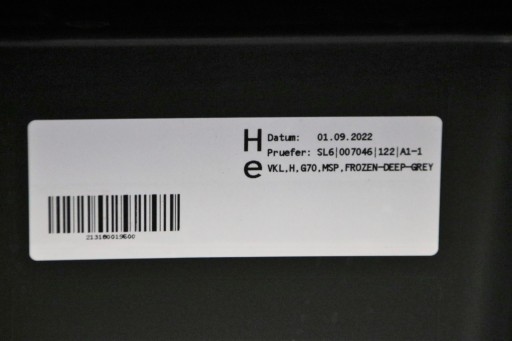 H Datum: 01.09.2022
Pruefer: SL6|007046|122|A1-1
e VKL,H,G70,MSP,FROZEN-DEEP-GREY